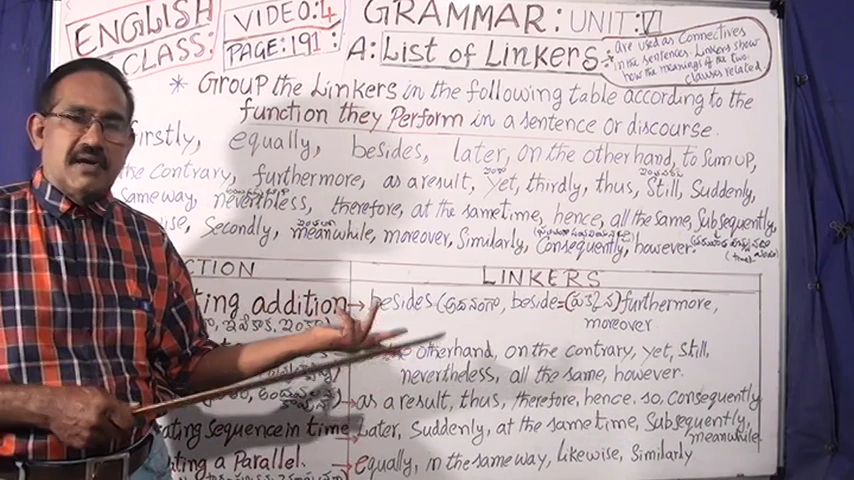 ENGLISH
CLASS:
VIDEO:4
PAGE:191:
GRAMMAR: UNIT:VI
A: List of Linkers:
are used as Connectives
in the sentences. Linkers show
how the meanings of the two
clauses related
* Group the Linkers in the following table according to the
function they Perform in a sentence or discourse.
firstly, equally, besides, later, on the otherhand, to sum up,
the contrary, furthermore, as a result, yet, thirdly, thus, still, Suddenly,
same way, nevertheless, therefore, at the sametime, hence, all the same, Subsequently,
Secondly, meanwhile, moreover, Similarly, Consequently, however.
CTION
LINKERS
ting addition → besides (, beside=() furthermore,
moreover
otherhand, on the contrary, yet, still,
nevertheless, all the same, however.
→ as a result, thus, therefore, hence. so, Consequently
ating Sequence in time → Later, Suddenly, at the same time, Subsequently,
meanwhile
ting a Parallel. → equally, in the same way, likewise, Similarly